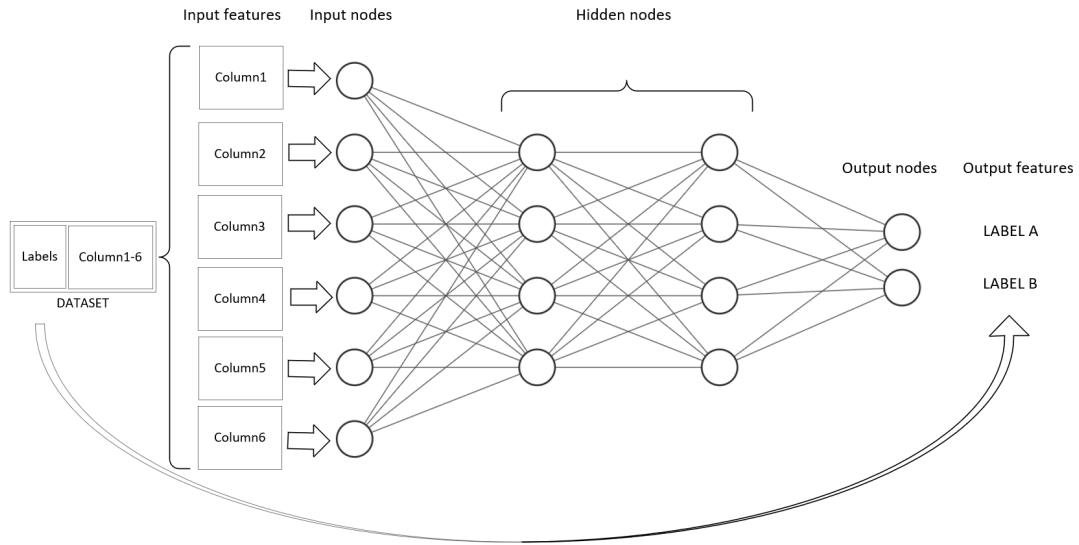 Input features
Input nodes
Hidden nodes
Column1
Column2
Output nodes
Output features
Column3
LABEL A
Labels
Column1-6
DATASET
Column4
LABEL B
Column5
Column6